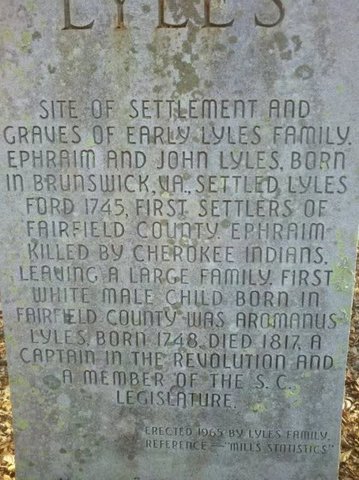 LYLES
SITE OF SETTLEMENT AND
GRAVES OF EARLY LYLES FAMILY.
EPHRAIM AND JOHN LYLES, BORN
IN BRUNSWICK, VA., SETTLED LYLES
FORD 1745, FIRST SETTLERS OF
FAIRFIELD COUNTY. EPHRAIM
KILLED BY CHEROKEE INDIANS,
LEAVING A LARGE FAMILY. FIRST
WHITE MALE CHILD BORN IN
FAIRFIELD COUNTY WAS AROMANUS
LYLES, BORN 1748, DIED 1817, A
CAPTAIN IN THE REVOLUTION AND
A MEMBER OF THE S. C.
LEGISLATURE.
ERECTED 1965 BY LYLES FAMILY.
REFERENCE — "MILLS STATISTICS"